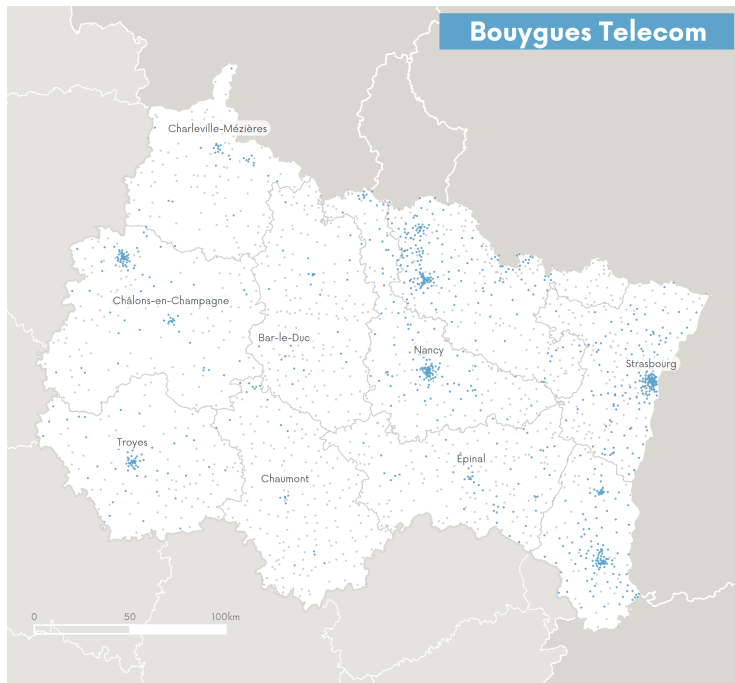 Bouygues Telecom
Charleville-Mézières
Châlons-en-Champagne
Bar-le-Duc
Nancy
Strasbourg
Troyes
Épinal
Chaumont
0 50 100km